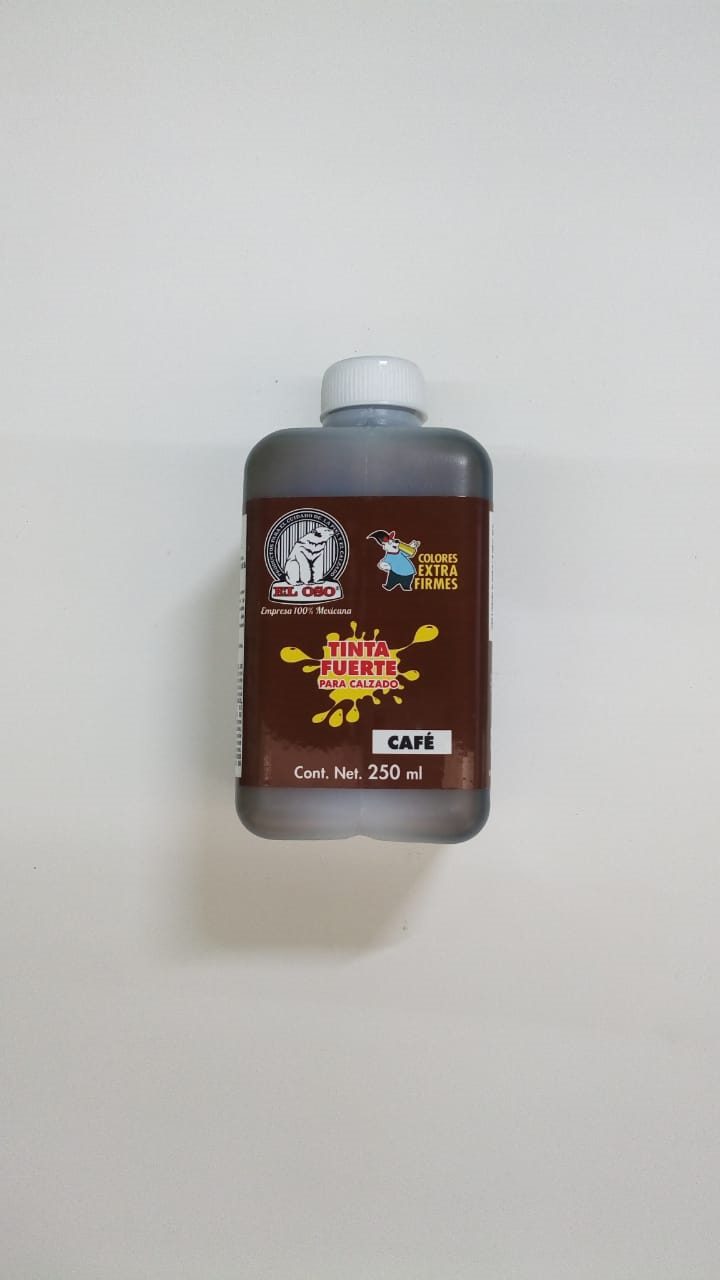 EL OSO
Empresa 100% Mexicana
COLORES
EXTRA
FIRMES
TINTA
FUERTE
PARA CALZADO
CAFÉ
Cont. Net. 250 ml